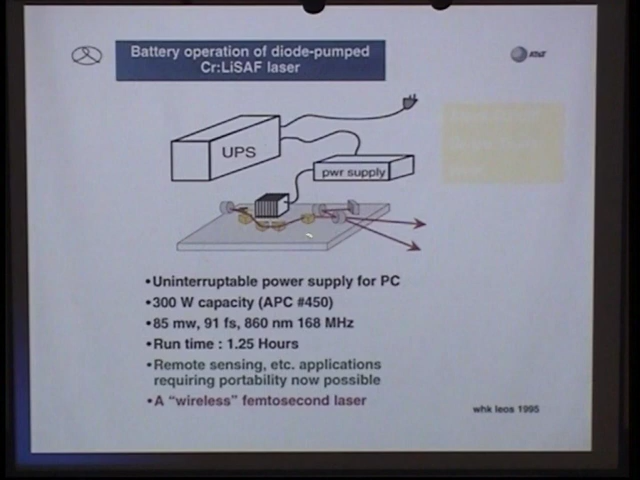 Battery operation of diode-pumped
Cr:LiSAF laser
AT&T
UPS
pwr supply
•Uninterruptable power supply for PC
•300 W capacity (APC #450)
•85 mw, 91 fs, 860 nm 168 MHz
•Run time : 1.25 Hours
•Remote sensing, etc. applications
requiring portability now possible
•A “wireless” femtosecond laser
whk leos 1995